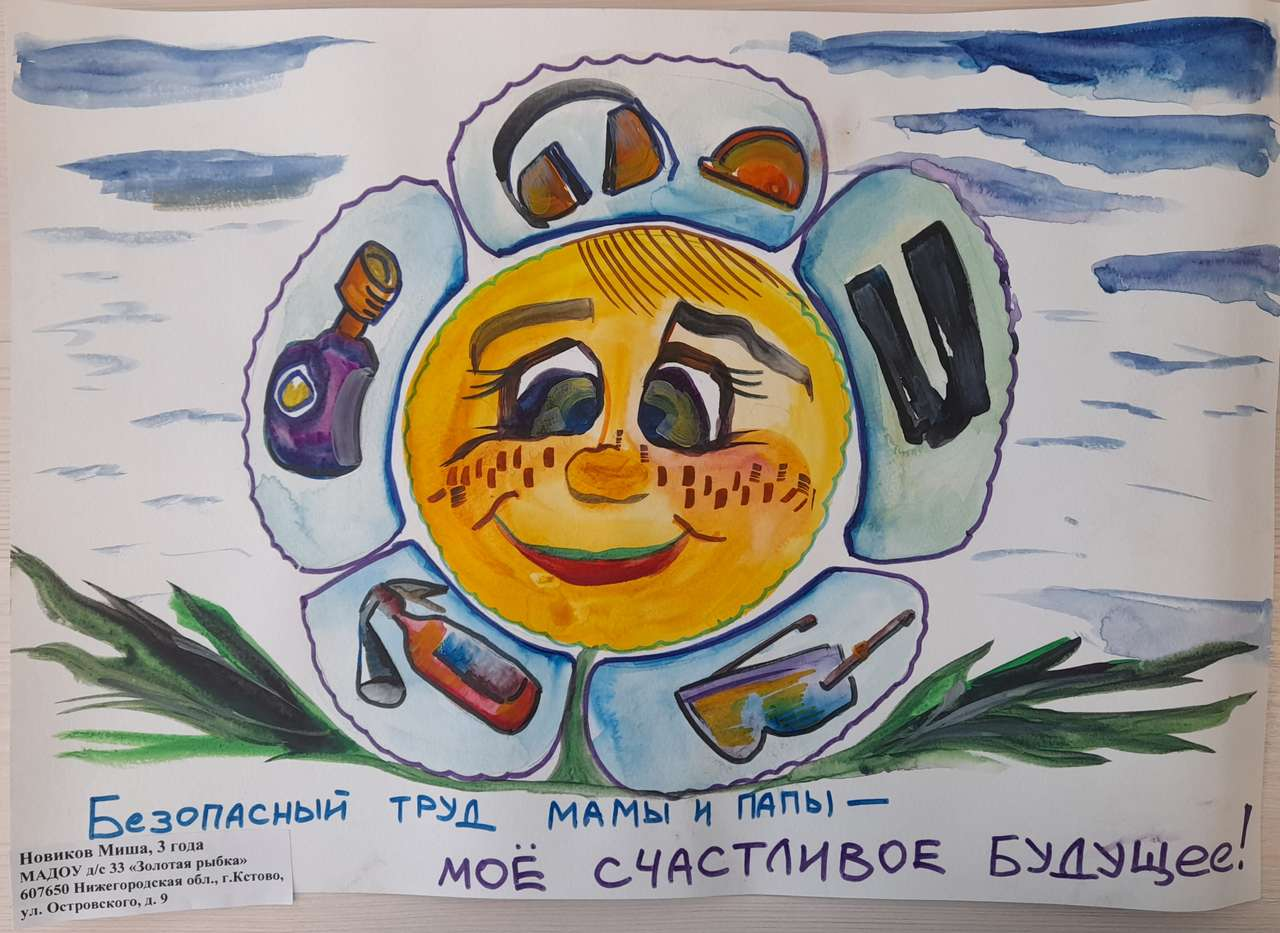 Безопасный труд мамы и папы —
моё счастливое будущее!
Новиков Миша, 3 года
МАДОУ д/с 33 «Золотая рыбка»
607650 Нижегородская обл., г.Кстово,
ул. Островского, д. 9